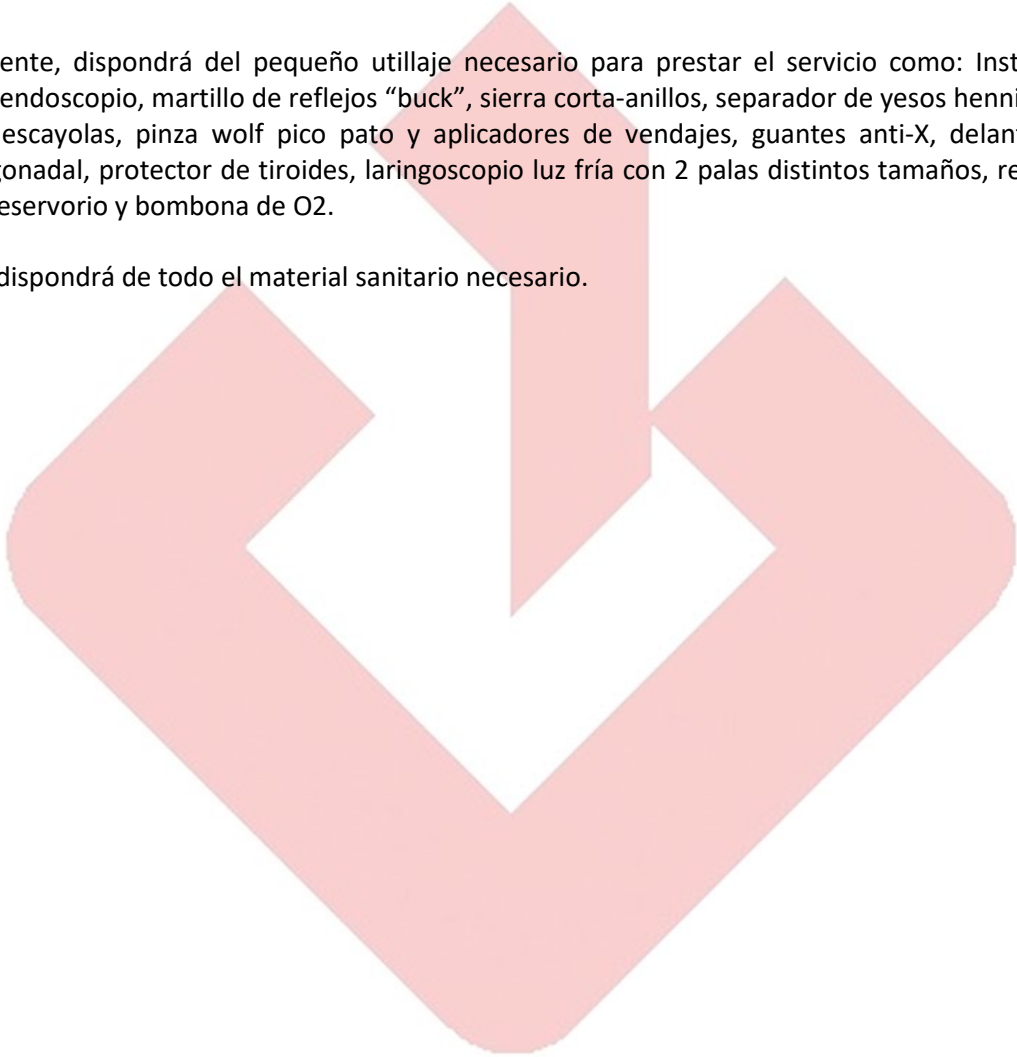 ente, dispondrá del pequeño utillaje necesario para prestar el servicio como: Inst
endoscopio, martillo de reflejos “buck”, sierra corta-anillos, separador de yesos henni
escayolas, pinza wolf pico pato y aplicadores de vendajes, guantes anti-X, delant
gonadal, protector de tiroides, laringoscopio luz fría con 2 palas distintos tamaños, re
eservorio y bombona de O2.
dispondrá de todo el material sanitario necesario.